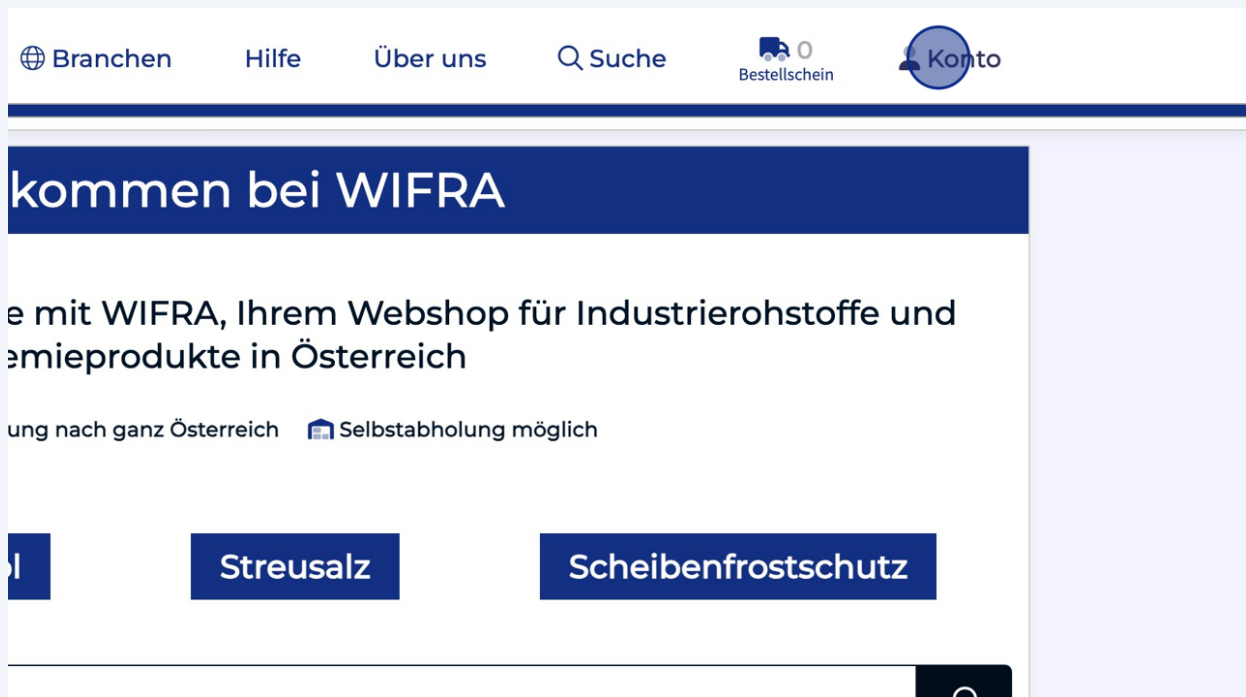 Branchen Hilfe Über uns Suche 0 Konto
Bestellschein
kommen bei WIFRA
e mit WIFRA, Ihrem Webshop für Industrierohstoffe und
emieprodukte in Österreich
ung nach ganz Österreich Selbstabholung möglich
l Streusalz Scheibenfrostschutz